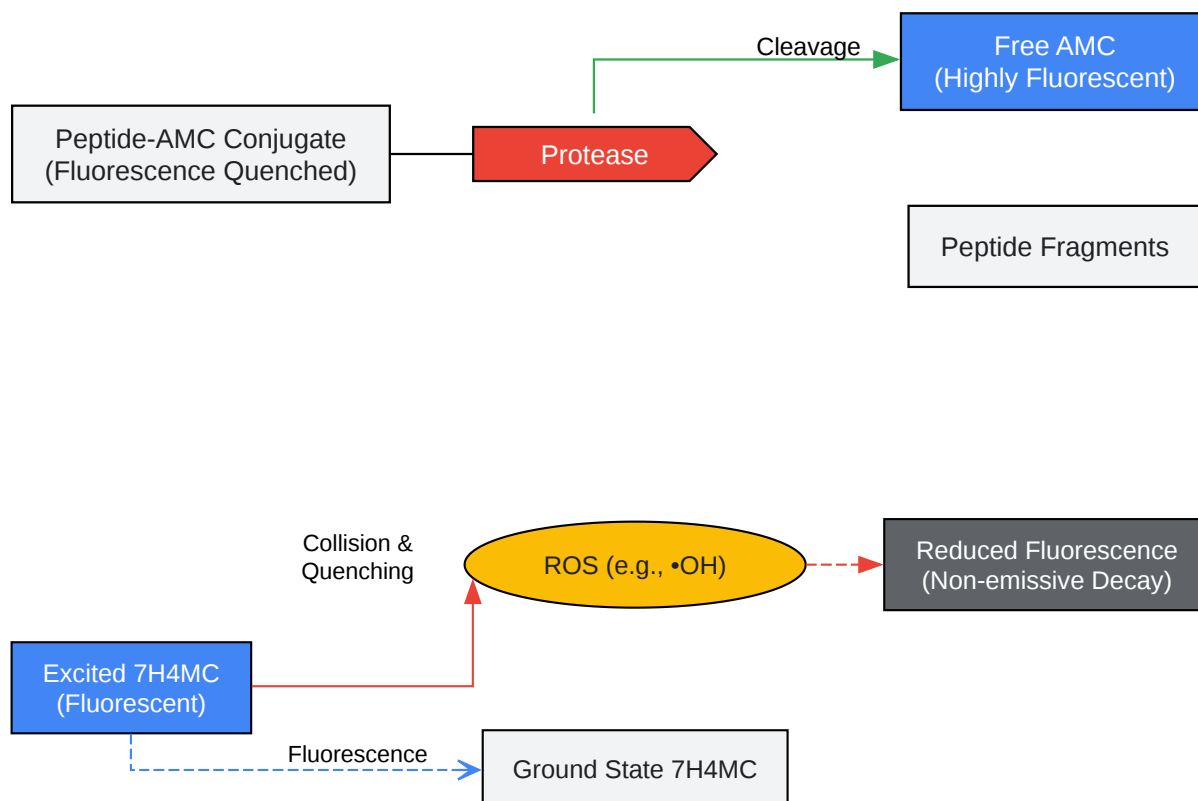 Cleavage
Free AMC
(Highly Fluorescent)
Peptide-AMC Conjugate
(Fluorescence Quenched)
Protease
Peptide Fragments
Collision &
Quenching
ROS (e.g., •OH)
Reduced Fluorescence
(Non-emissive Decay)
Excited 7H4MC
(Fluorescent)
Fluorescence
Ground State 7H4MC